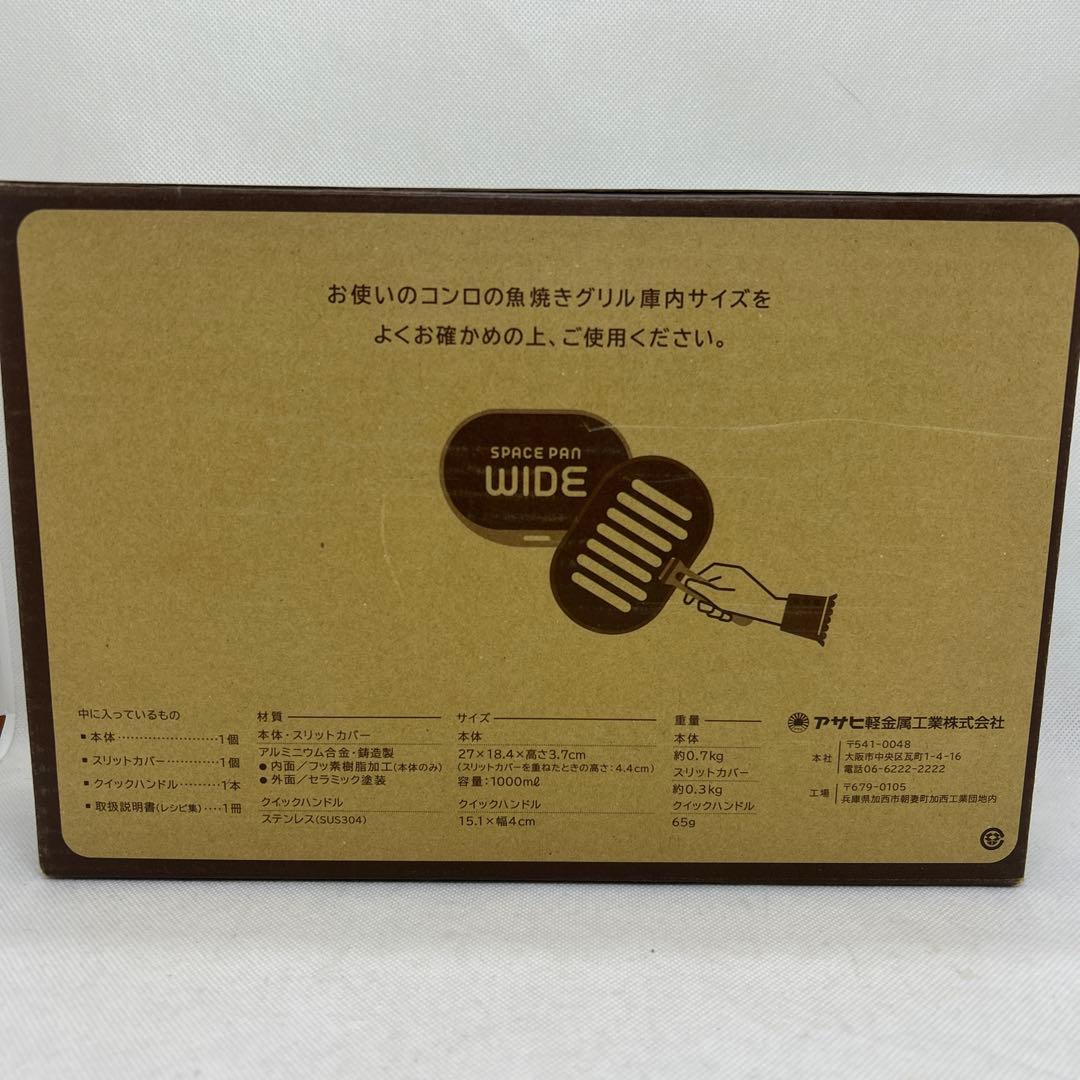 お使いのコンロの魚焼きグリル庫内サイズを
よくお確かめの上、ご使用ください。
SPACE PAN
WIDE
中に入っているもの
■本体……………………1個
■スリットカバー…………1個
■クイックハンドル………1本
■取扱説明書(レシピ集)‥‥1冊
材質
本体・スリットカバー
アルミニウム合金・鋳造製
●内面/フッ素樹脂加工(本体のみ)
●外面/セラミック塗装
クイックハンドル
ステンレス(SUS304)
サイズ
本体
27×18.4×高さ3.7cm
(スリットカバーを重ねたときの高さ:4.4cm)
容量:1000mℓ
クイックハンドル
15.1×幅4cm
重量
本体
約0.7kg
スリットカバー
約0.3kg
クイックハンドル
65g
アサヒ軽金属工業株式会社
本社
〒541-0048
大阪市中央区瓦町1-4-16
電話06-6222-2222
工場
〒679-0105
兵庫県加西市朝妻町加西工業団地内